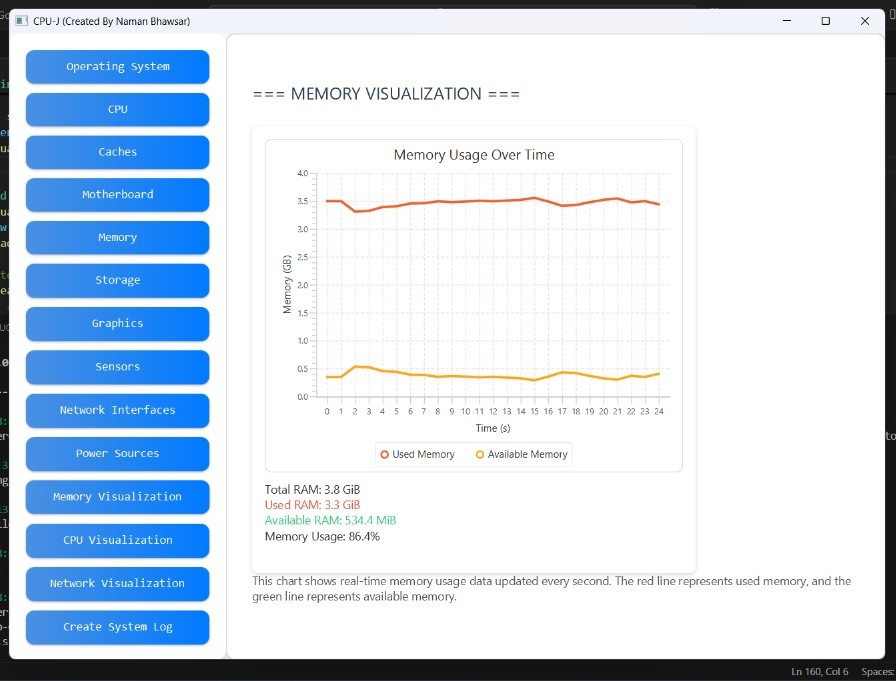 CPU-J (Created By Naman Bhawsar)
Operating System
CPU
Caches
Motherboard
Memory
Storage
Graphics
Sensors
Network Interfaces
Power Sources
Memory Visualization
CPU Visualization
Network Visualization
Create System Log
=== MEMORY VISUALIZATION ===
Memory Usage Over Time
4.0
3.5
3.0
2.5
2.0
1.5
1.0
0.5
0.0
Memory (GB)
0 1 2 3 4 5 6 7 8 9 10 11 12 13 14 15 16 17 18 19 20 21 22 23 24
Time (s)
Used Memory Available Memory
Total RAM: 3.8 GiB
Used RAM: 3.3 GiB
Available RAM: 534.4 MiB
Memory Usage: 86.4%
This chart shows real-time memory usage data updated every second. The red line represents used memory, and the
green line represents available memory.
Ln 160, Col 6 Spaces: